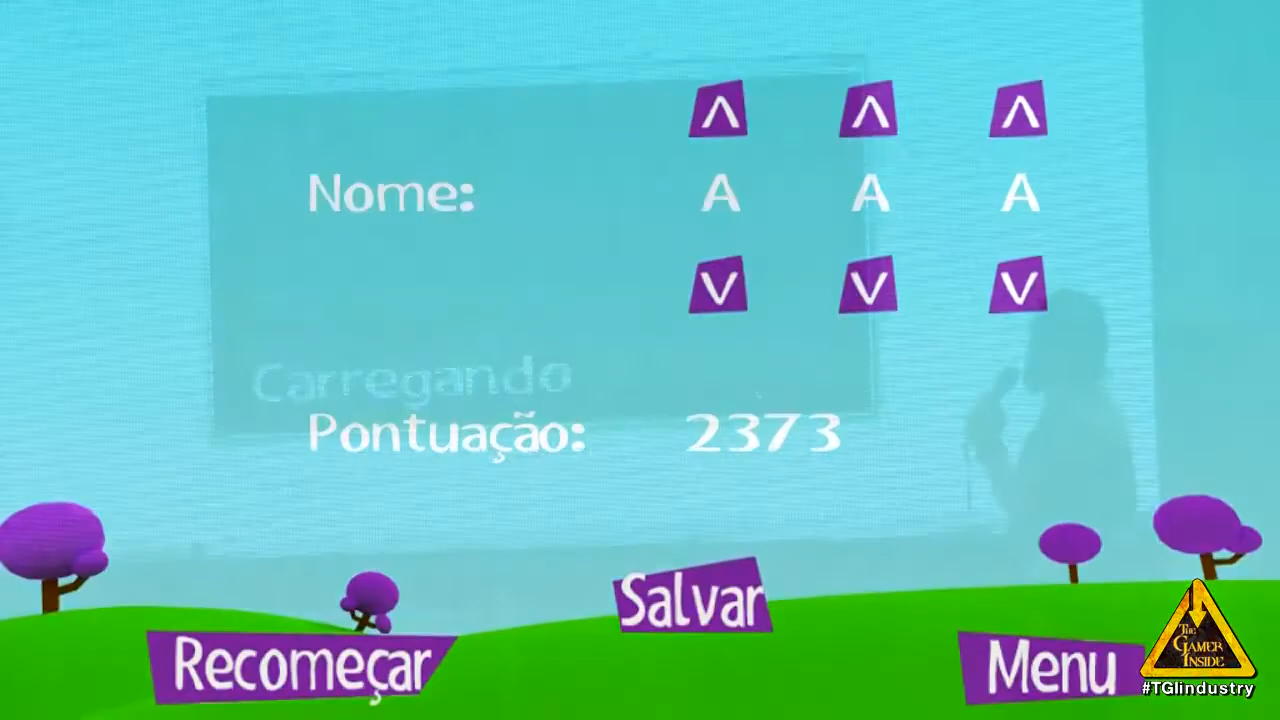 Λ Λ Λ
Nome: A A A
V V V
Carregando
Pontuação: 2373
Salvar
Recomeçar
Menu
THE
GAMER
INSIDE
#TGIindustry